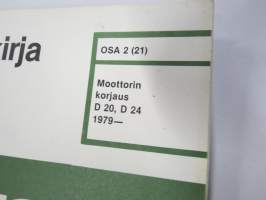 kirja
OSA 2 (21)
Moottorin
korjaus
D 20, D 24
1979—